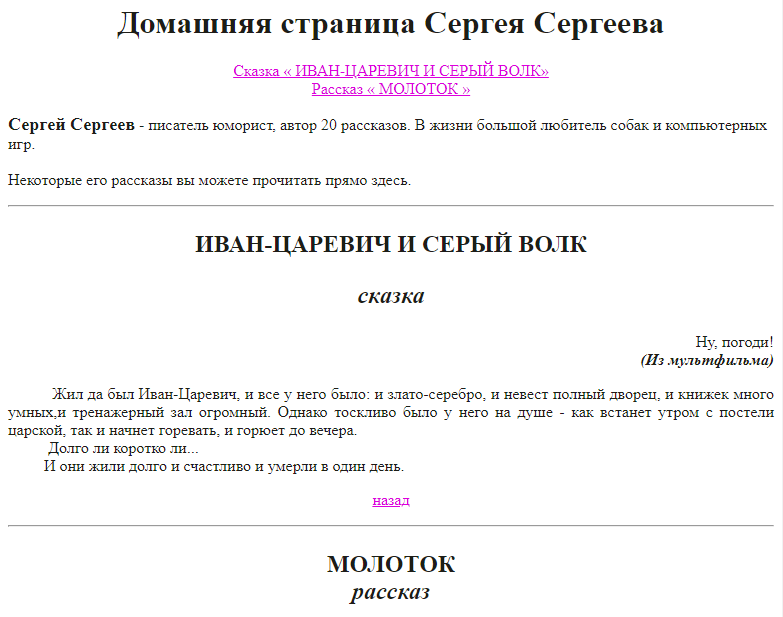 Домашняя страница Сергея Сергеева
Сказка « ИВАН-ЦАРЕВИЧ И СЕРЫЙ ВОЛК»
Рассказ « МОЛОТОК »
Сергей Сергеев - писатель юморист, автор 20 рассказов. В жизни большой любитель собак и компьютерных
игр.
Некоторые его рассказы вы можете прочитать прямо здесь.
ИВАН-ЦАРЕВИЧ И СЕРЫЙ ВОЛК
сказка
Ну, погоди!
(Из мультфильма)
Жил да был Иван-Царевич, и все у него было: и злато-серебро, и невест полный дворец, и книжек много
умных,и тренажерный зал огромный. Однако тоскливо было у него на душе - как встанет утром с постели
царской, так и начнет горевать, и горюет до вечера.
Долго ли коротко ли...
И они жили долго и счастливо и умерли в один день.
назад
МОЛОТОК
рассказ